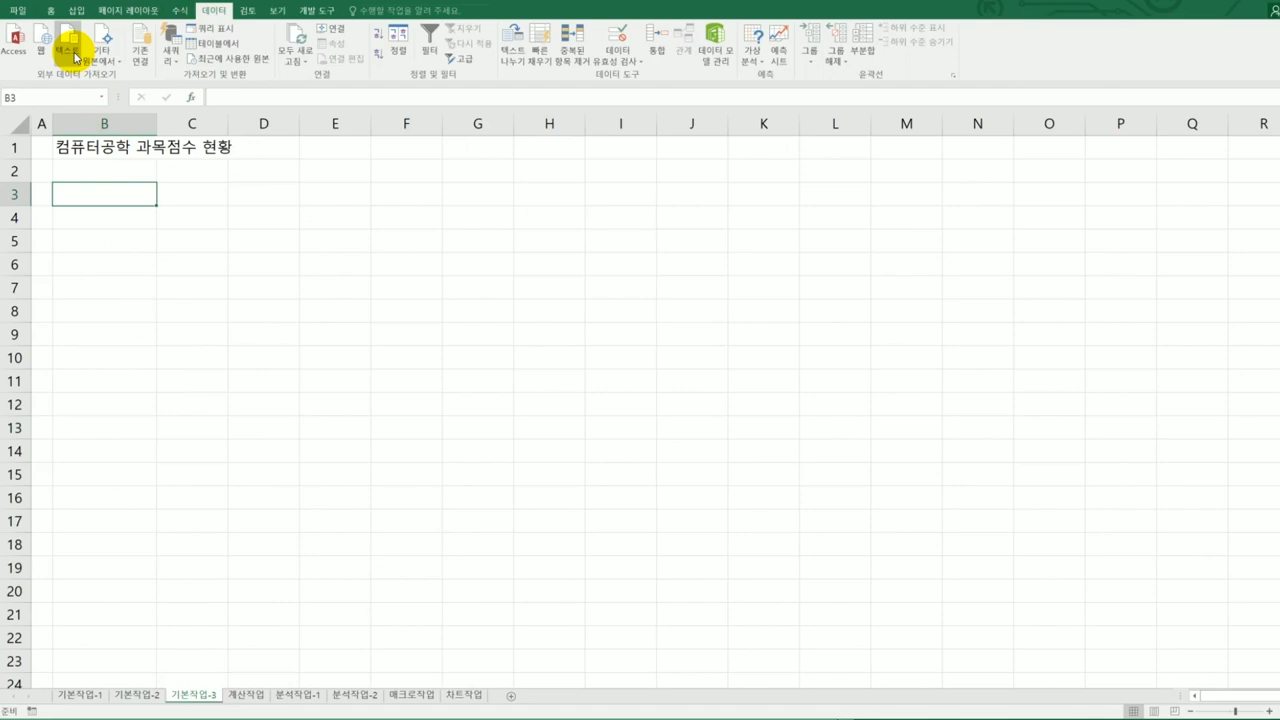 파일 홈 삽입 페이지 레이아웃 수식 데이터 검토 보기 개발 도구 수행할 작업을 알려 주세요.
Access 웹 텍스트 기타 원본에서 기존 연결 새 쿼리 쿼리 표시 테이블에서 최근에 사용한 원본 모두 새로 고침 연결 속성 연결 편집 정렬 필터 지우기 다시 적용 고급 텍스트 나누기 빠른 채우기 중복된 항목 제거 데이터 유효성 검사 통합 관계 데이터 모델 관리 가상 분석 예측 시트 그룹 그룹 해제 부분합 하위 수준 표시 하위 수준 숨기기
외부 데이터 가져오기 가져오기 및 변환 연결 정렬 및 필터 데이터 도구 예측 윤곽선
B3 fx
A B C D E F G H I J K L M N O P Q R
1 컴퓨터공학 과목점수 현황
2
3
4
5
6
7
8
9
10
11
12
13
14
15
16
17
18
19
20
21
22
23
24
기본작업-1 기본작업-2 기본작업-3 계산작업 분석작업-1 분석작업-2 매크로작업 차트작업
준비